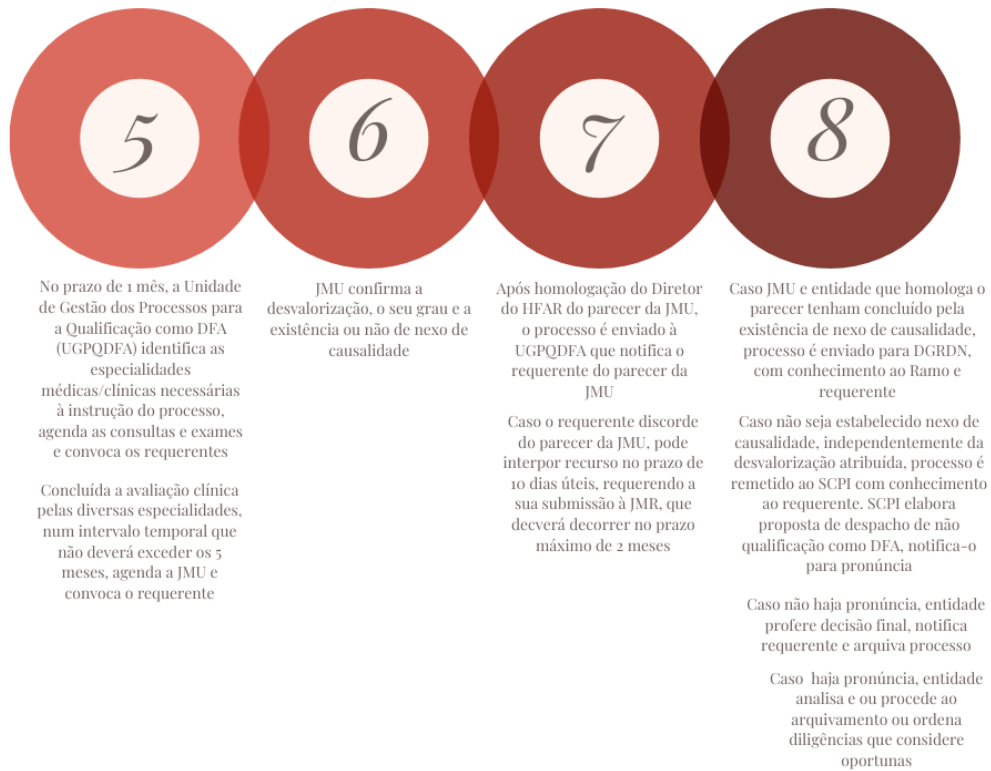 5
No prazo de 1 mês, a Unidade
de Gestão dos Processos para
a Qualificação como DFA
(UGPQDFA) identifica as
especialidades
médicas/clínicas necessárias
à instrução do processo,
agenda as consultas e exames
e convoca os requerentes
Concluída a avaliação clínica
pelas diversas especialidades,
num intervalo temporal que
não deverá exceder os 5
meses, agenda a JMU e
convoca o requerente
6
JMU confirma a
desvalorização, o seu grau e a
existência ou não de nexo de
causalidade
7
Após homologação do Diretor
do HFAR do parecer da JMU,
o processo é enviado à
UGPQDFA que notifica o
requerente do parecer da
JMU
Caso o requerente discorde
do parecer da JMU, pode
interpor recurso no prazo de
10 dias úteis, requerendo a
sua submissão à JMR, que
decverá decorrer no prazo
máximo de 2 meses
8
Caso JMU e entidade que homologa o
parecer tenham concluído pela
existência de nexo de causalidade,
processo é enviado para DGRDN,
com conhecimento ao Ramo e
requerente
Caso não seja estabelecido nexo de
causalidade, independentemente da
desvalorização atribuída, processo é
remetido ao SCPI com conhecimento
ao requerente. SCPI elabora
proposta de despacho de não
qualificação como DFA, notifica-o
para pronúncia
Caso não haja pronúncia, entidade
profere decisão final, notifica
requerente e arquiva processo
Caso haja pronúncia, entidade
analisa e ou procede ao
arquivamento ou ordena
diligências que considere
oportunas